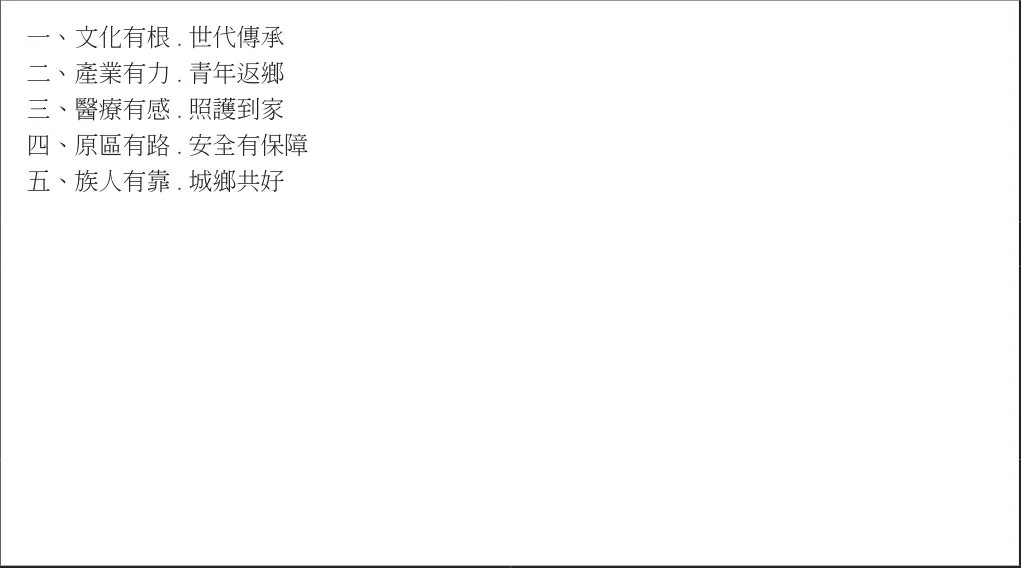 一、文化有根 . 世代傳承
二、產業有力 . 青年返鄉
三、醫療有感 . 照護到家
四、原區有路 . 安全有保障
五、族人有靠 . 城鄉共好